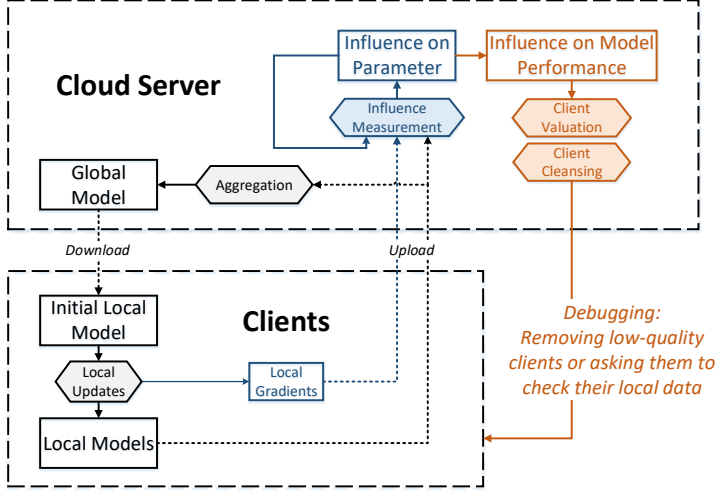 Cloud Server
Influence on
Parameter
Influence on Model
Performance
Influence
Measurement
Client
Valuation
Client
Cleansing
Global
Model
Aggregation
Download
Upload
Initial Local
Model
Clients
Local
Updates
Local
Gradients
Local Models
Debugging:
Removing low-quality
clients or asking them to
check their local data